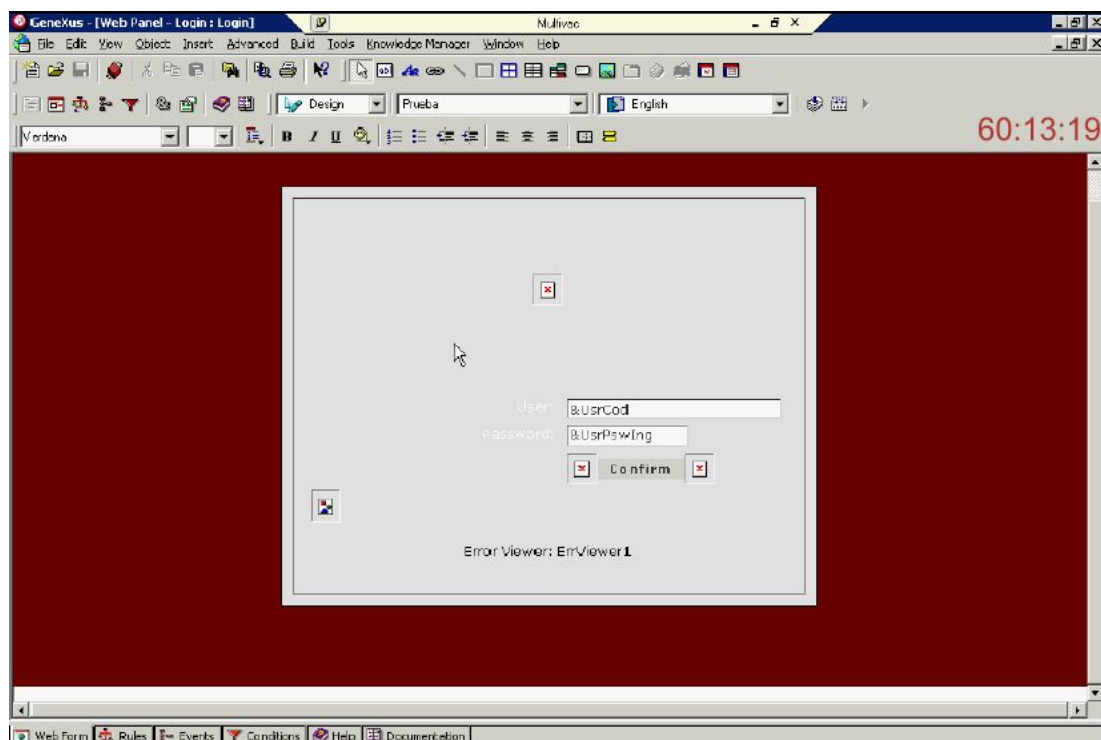 GeneXus - [Web Panel - Login : Login]
Multivac
File Edit View Object Insert Advanced Build Tools Knowledge Manager Window Help
Design Prueba English
Verdana B I U
60:13:19
User: &UsrCod
Password: &UsrPswIng
Confirm
Error Viewer: ErrViewer1
Web Form Rules Events Conditions Help Documentation